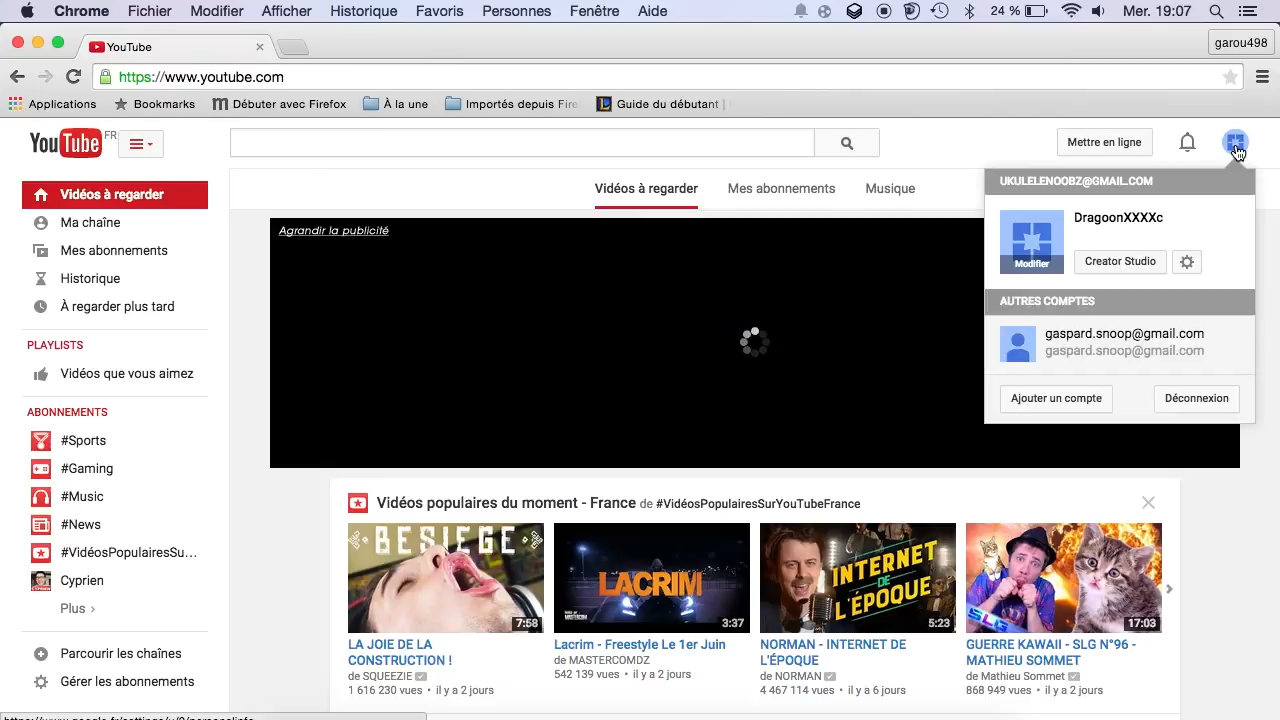 Chrome Fichier Modifier Afficher Historique Favoris Personnes Fenêtre Aide 24 % Mer. 19:07
YouTube
garou498
https://www.youtube.com
Applications Bookmarks Débuter avec Firefox À la une Importés depuis Fire Guide du débutant |
YouTube FR
Mettre en ligne
Vidéos à regarder Mes abonnements Musique
UKULELENOOBZ@GMAIL.COM
DragoonXXXXc
Modifier
Creator Studio
AUTRES COMPTES
gaspard.snoop@gmail.com
gaspard.snoop@gmail.com
Ajouter un compte Déconnexion
Vidéos à regarder
Ma chaîne
Mes abonnements
Historique
À regarder plus tard
PLAYLISTS
Vidéos que vous aimez
ABONNEMENTS
#Sports
#Gaming
#Music
#News
#VidéosPopulairesSu...
Cyprien
Plus ›
Parcourir les chaînes
Gérer les abonnements
Agrandir la publicité
Vidéos populaires du moment - France de #VidéosPopulairesSurYouTubeFrance
BESIEGE
7:58
LA JOIE DE LA
CONSTRUCTION !
de SQUEEZIE
1 616 230 vues • il y a 2 jours
LACRIM
3:37
Lacrim - Freestyle Le 1er Juin
de MASTERCOMDZ
542 139 vues • il y a 2 jours
INTERNET
DE
L'ÉPOQUE
5:23
NORMAN - INTERNET DE
L'ÉPOQUE
de NORMAN
4 467 114 vues • il y a 6 jours
SLG
17:03
GUERRE KAWAII - SLG N°96 -
MATHIEU SOMMET
de Mathieu Sommet
868 949 vues • il y a 2 jours